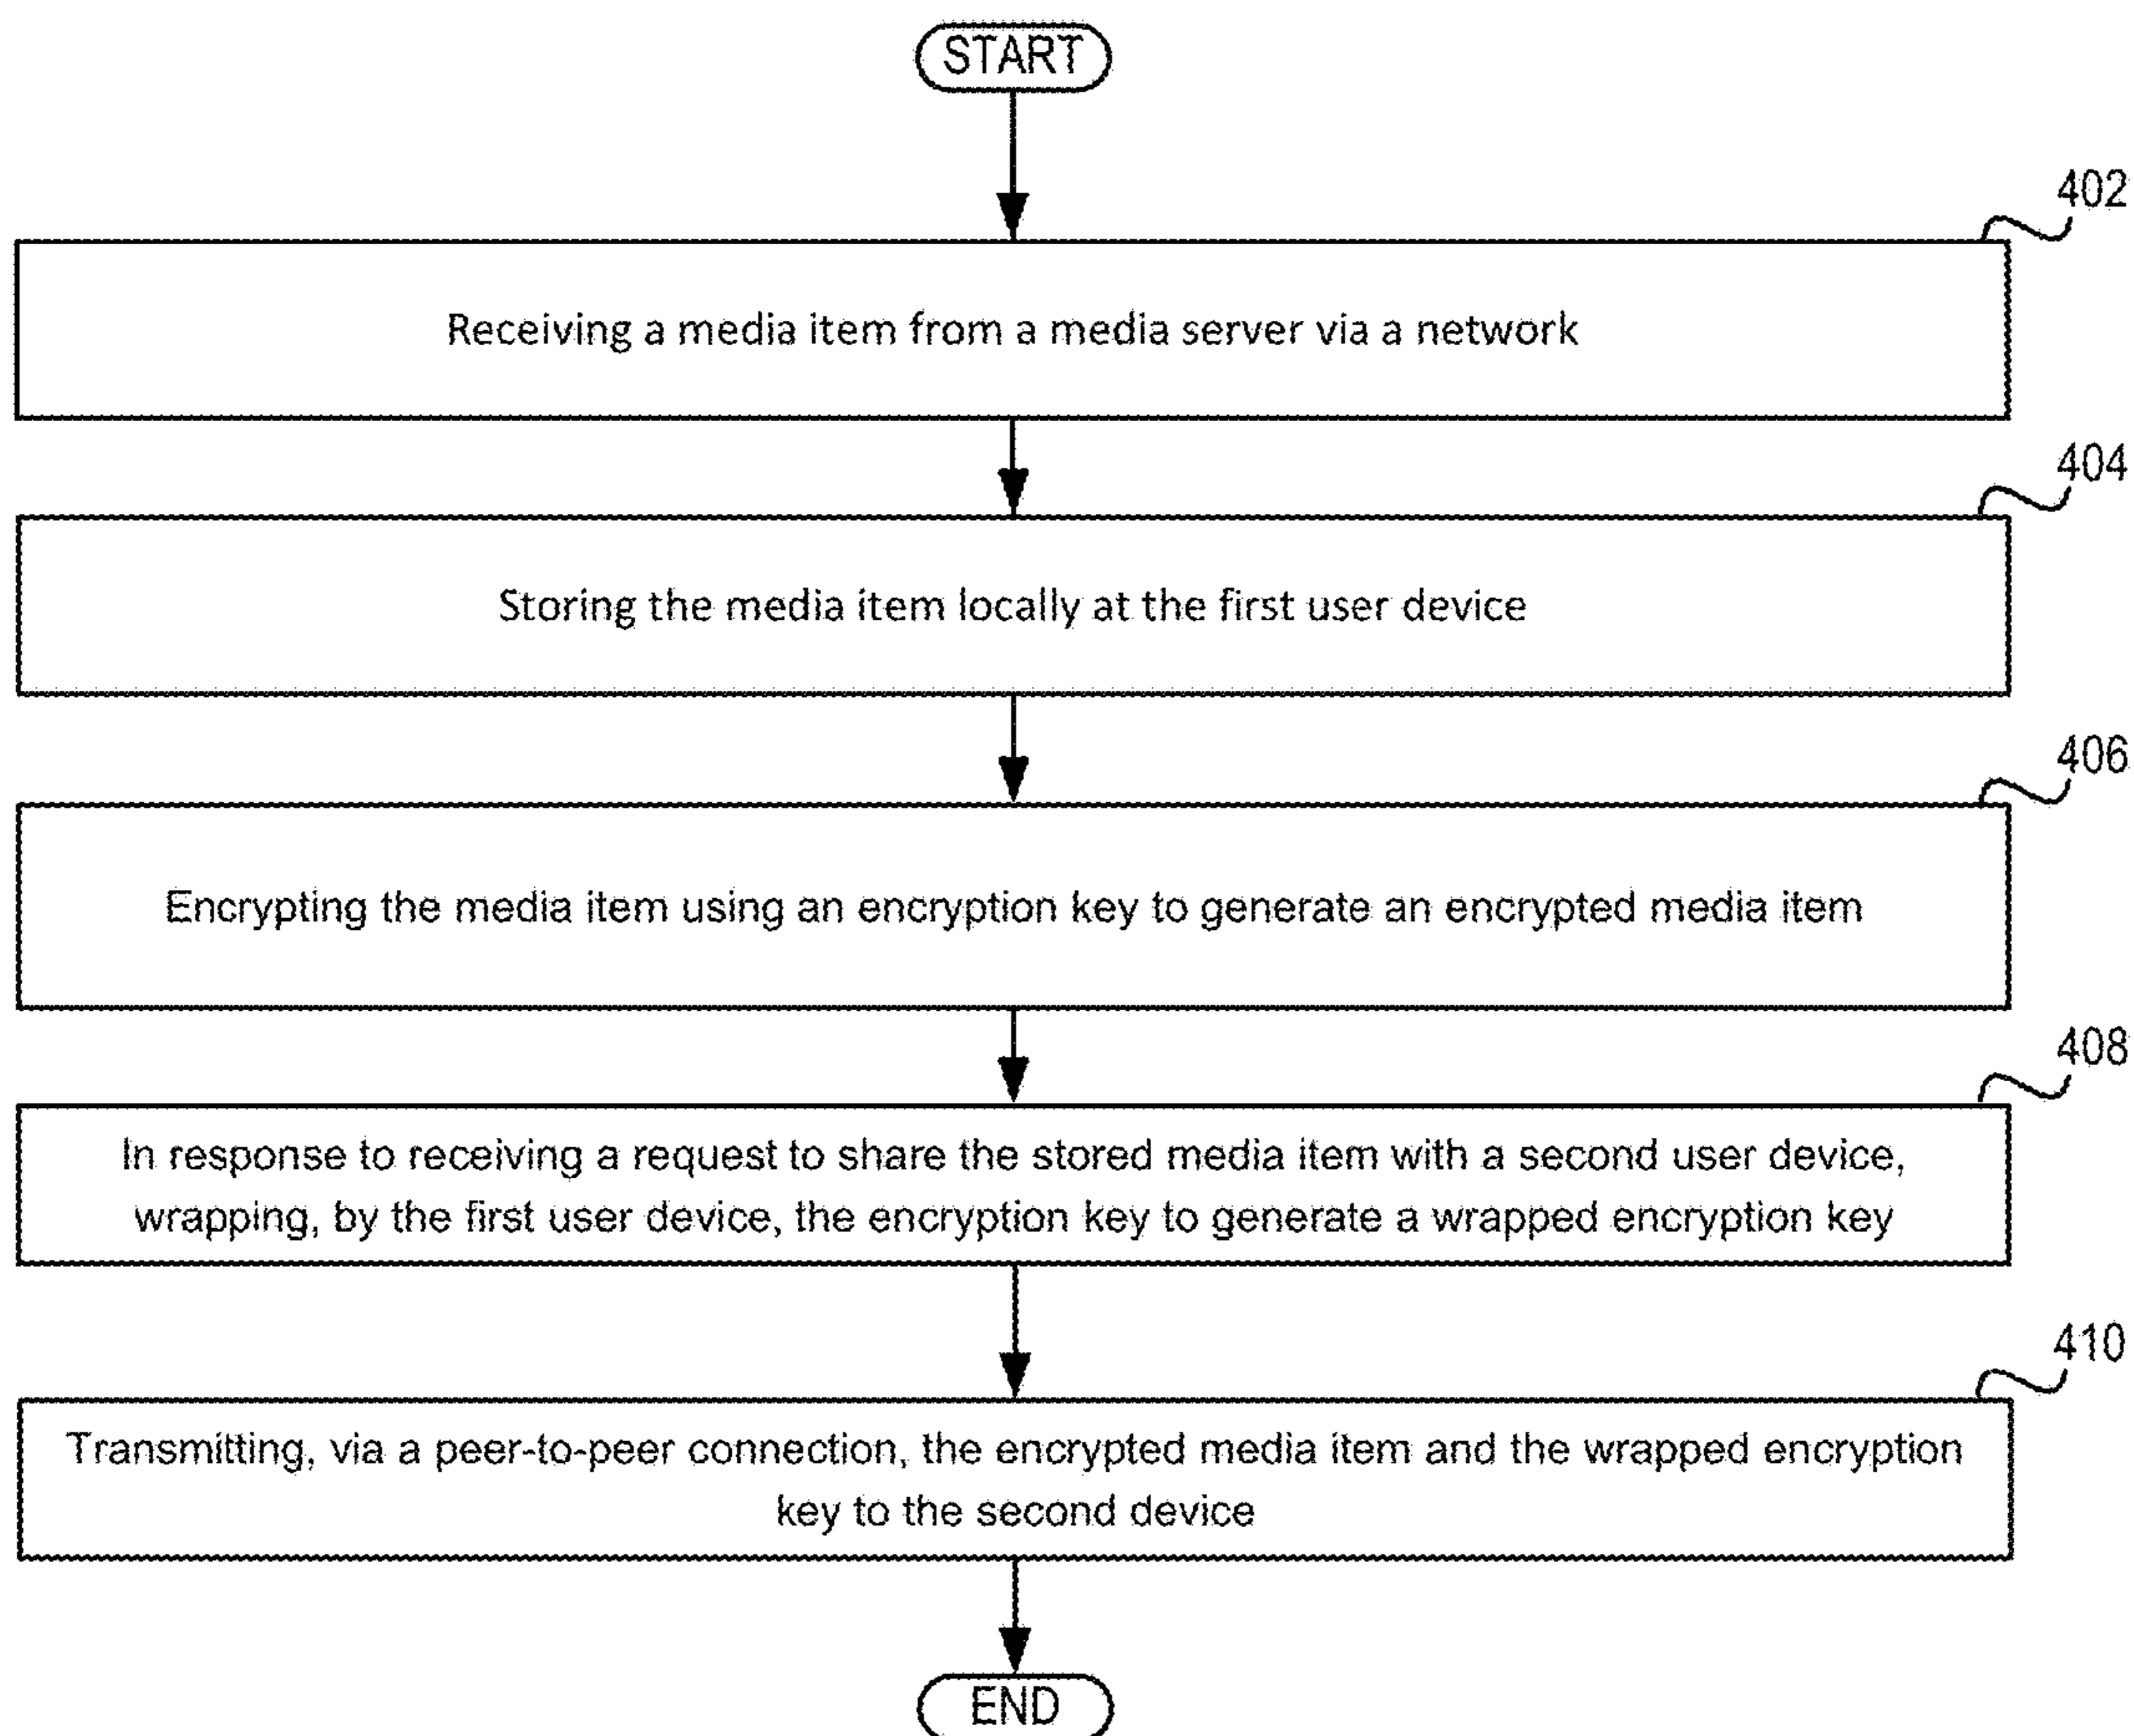 START
402
Receiving a media item from a media server via a network
404
Storing the media item locally at the first user device
406
Encrypting the media item using an encryption key to generate an encrypted media item
408
In response to receiving a request to share the stored media item with a second user device,
wrapping, by the first user device, the encryption key to generate a wrapped encryption key
410
Transmitting, via a peer-to-peer connection, the encrypted media item and the wrapped encryption
key to the second device
END